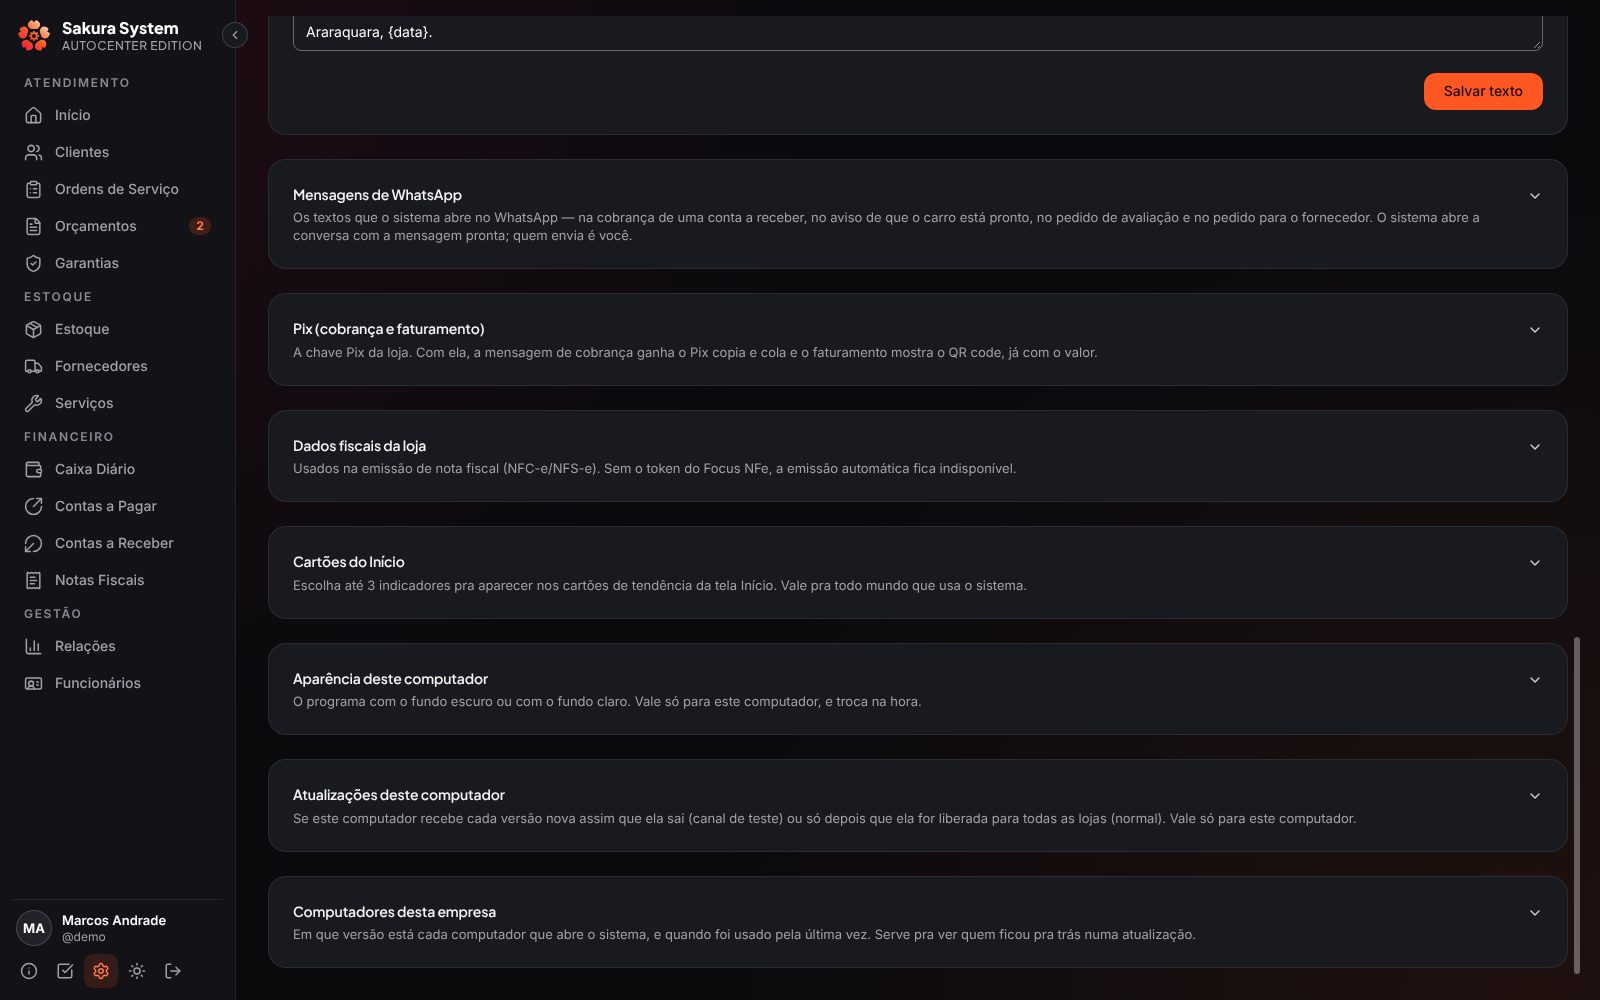 Sakura System
AUTOCENTER EDITION
ATENDIMENTO
Início
Clientes
Ordens de Serviço
Orçamentos 2
Garantias
ESTOQUE
Estoque
Fornecedores
Serviços
FINANCEIRO
Caixa Diário
Contas a Pagar
Contas a Receber
Notas Fiscais
GESTÃO
Relações
Funcionários
MA
Marcos Andrade
@demo
Araraquara, {data}.
Salvar texto
Mensagens de WhatsApp
Os textos que o sistema abre no WhatsApp — na cobrança de uma conta a receber, no aviso de que o carro está pronto, no pedido de avaliação e no pedido para o fornecedor. O sistema abre a
conversa com a mensagem pronta; quem envia é você.
Pix (cobrança e faturamento)
A chave Pix da loja. Com ela, a mensagem de cobrança ganha o Pix copia e cola e o faturamento mostra o QR code, já com o valor.
Dados fiscais da loja
Usados na emissão de nota fiscal (NFC-e/NFS-e). Sem o token do Focus NFe, a emissão automática fica indisponível.
Cartões do Início
Escolha até 3 indicadores pra aparecer nos cartões de tendência da tela Início. Vale pra todo mundo que usa o sistema.
Aparência deste computador
O programa com o fundo escuro ou com o fundo claro. Vale só para este computador, e troca na hora.
Atualizações deste computador
Se este computador recebe cada versão nova assim que ela sai (canal de teste) ou só depois que ela for liberada para todas as lojas (normal). Vale só para este computador.
Computadores desta empresa
Em que versão está cada computador que abre o sistema, e quando foi usado pela última vez. Serve pra ver quem ficou pra trás numa atualização.